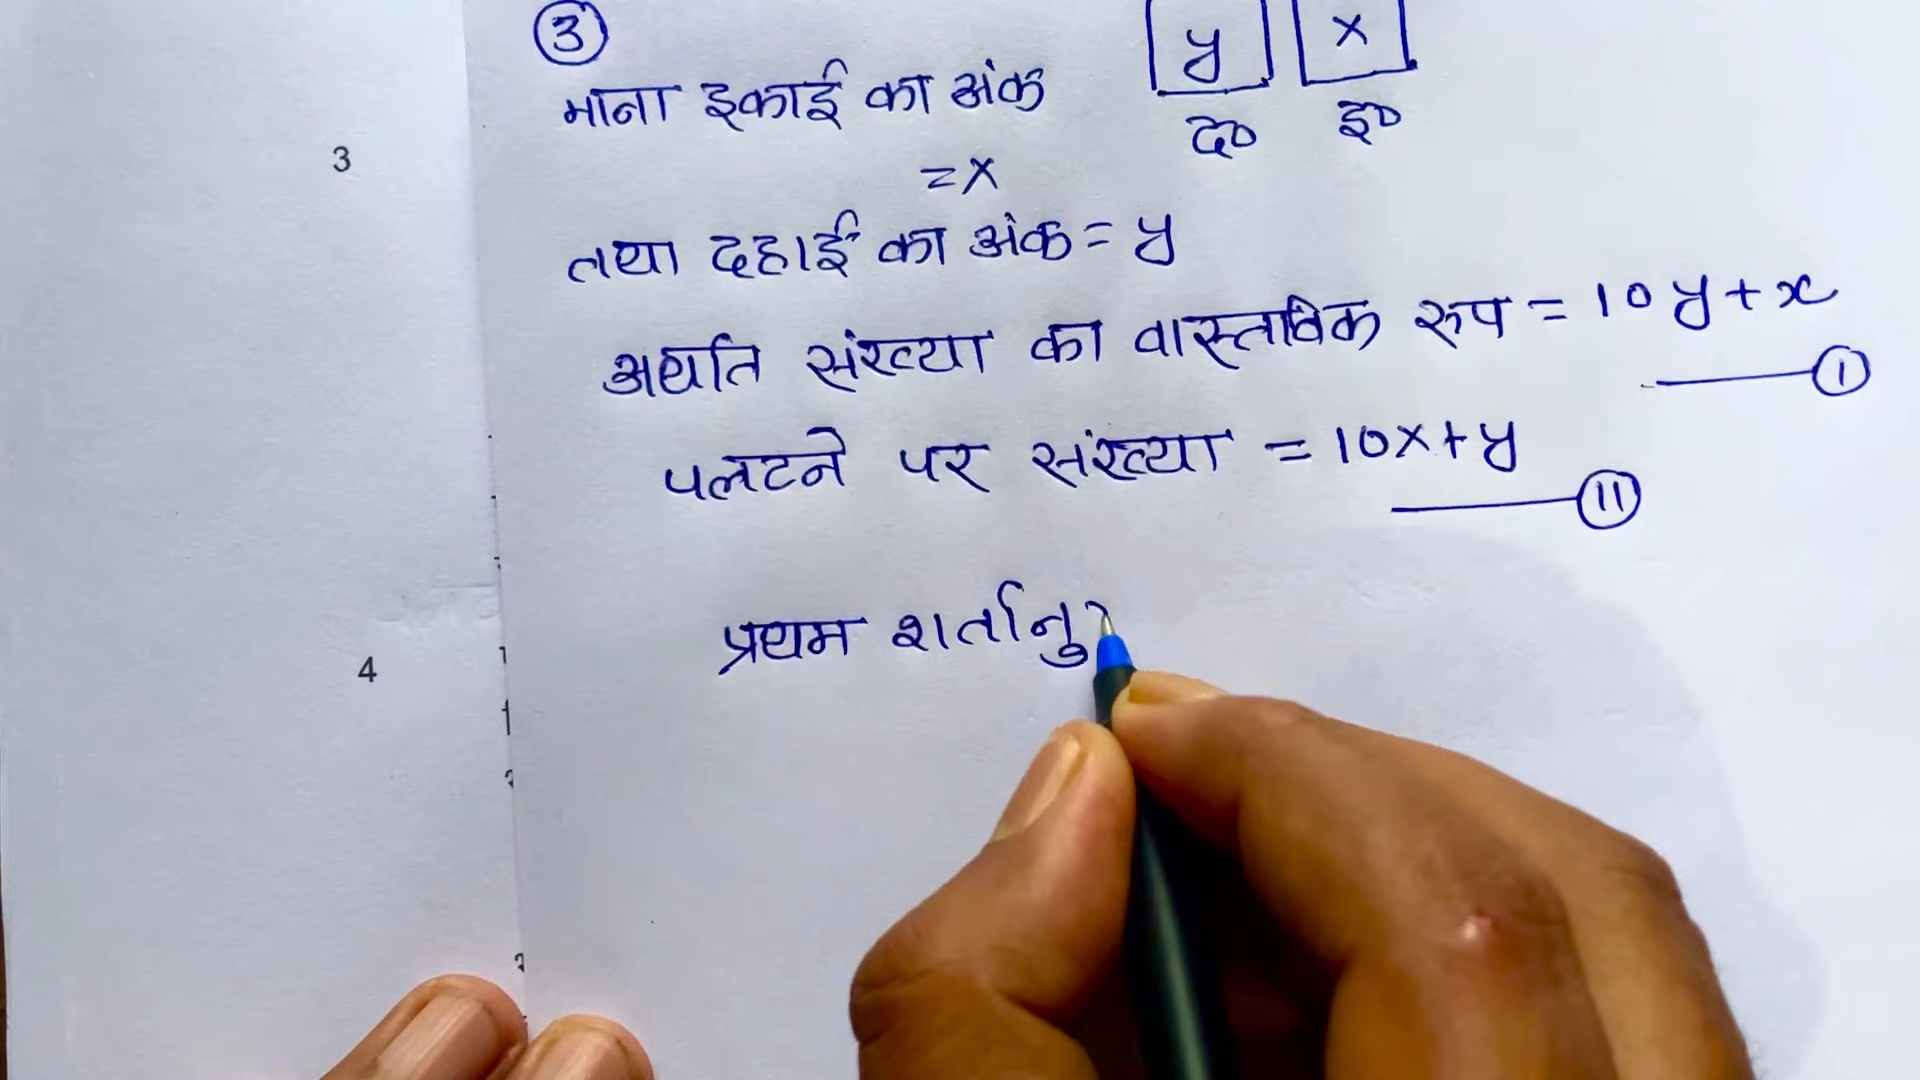 ③
y x
द० इ०
माना इकाई का अंक
= x
तथा दहाई का अंक = y
अर्थात संख्या का वास्तविक रुप = 10y + x
①
पलटने पर संख्या = 10x + y
⑪
प्रथम शर्तानु
3
4